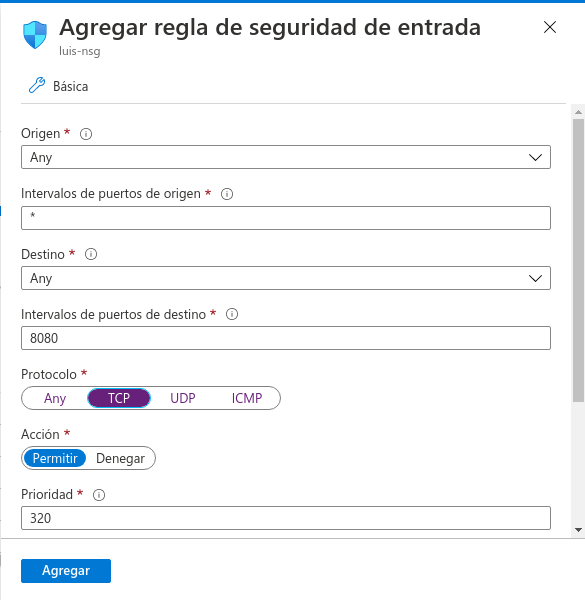 Agregar regla de seguridad de entrada
luis-nsg
Básica
Origen *
Any
Intervalos de puertos de origen *
*
Destino *
Any
Intervalos de puertos de destino *
8080
Protocolo *
Any TCP UDP ICMP
Acción *
Permitir Denegar
Prioridad *
320
Agregar